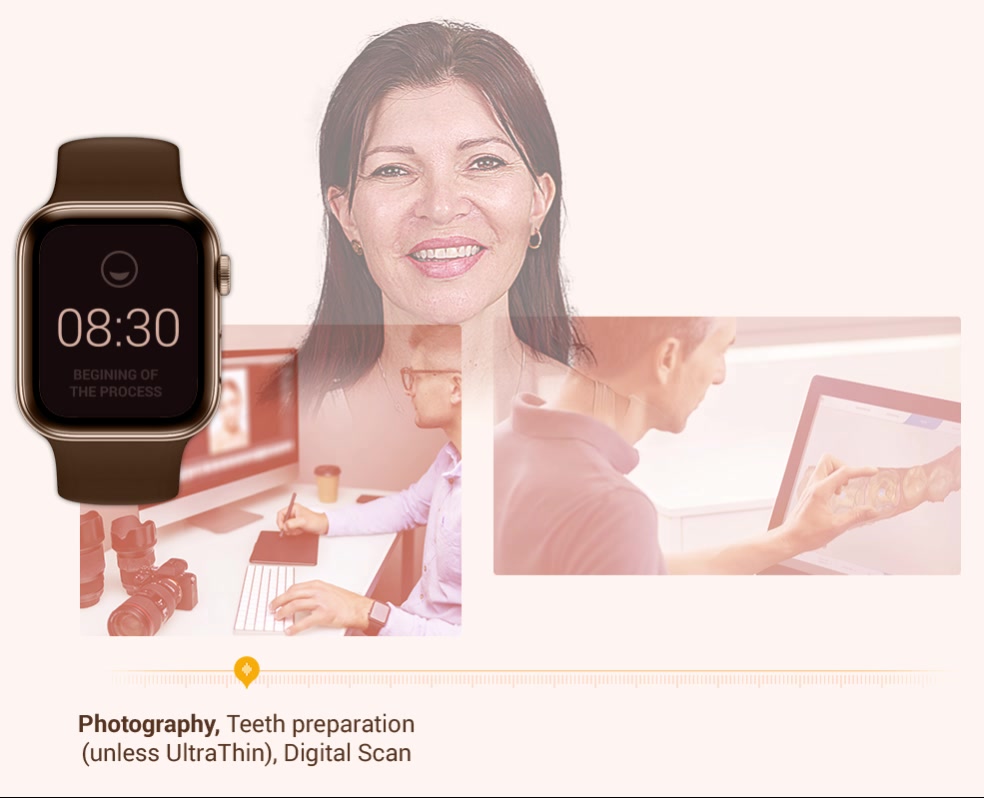 08:30
BEGINING OF
THE PROCESS
Photography, Teeth preparation
(unless UltraThin), Digital Scan